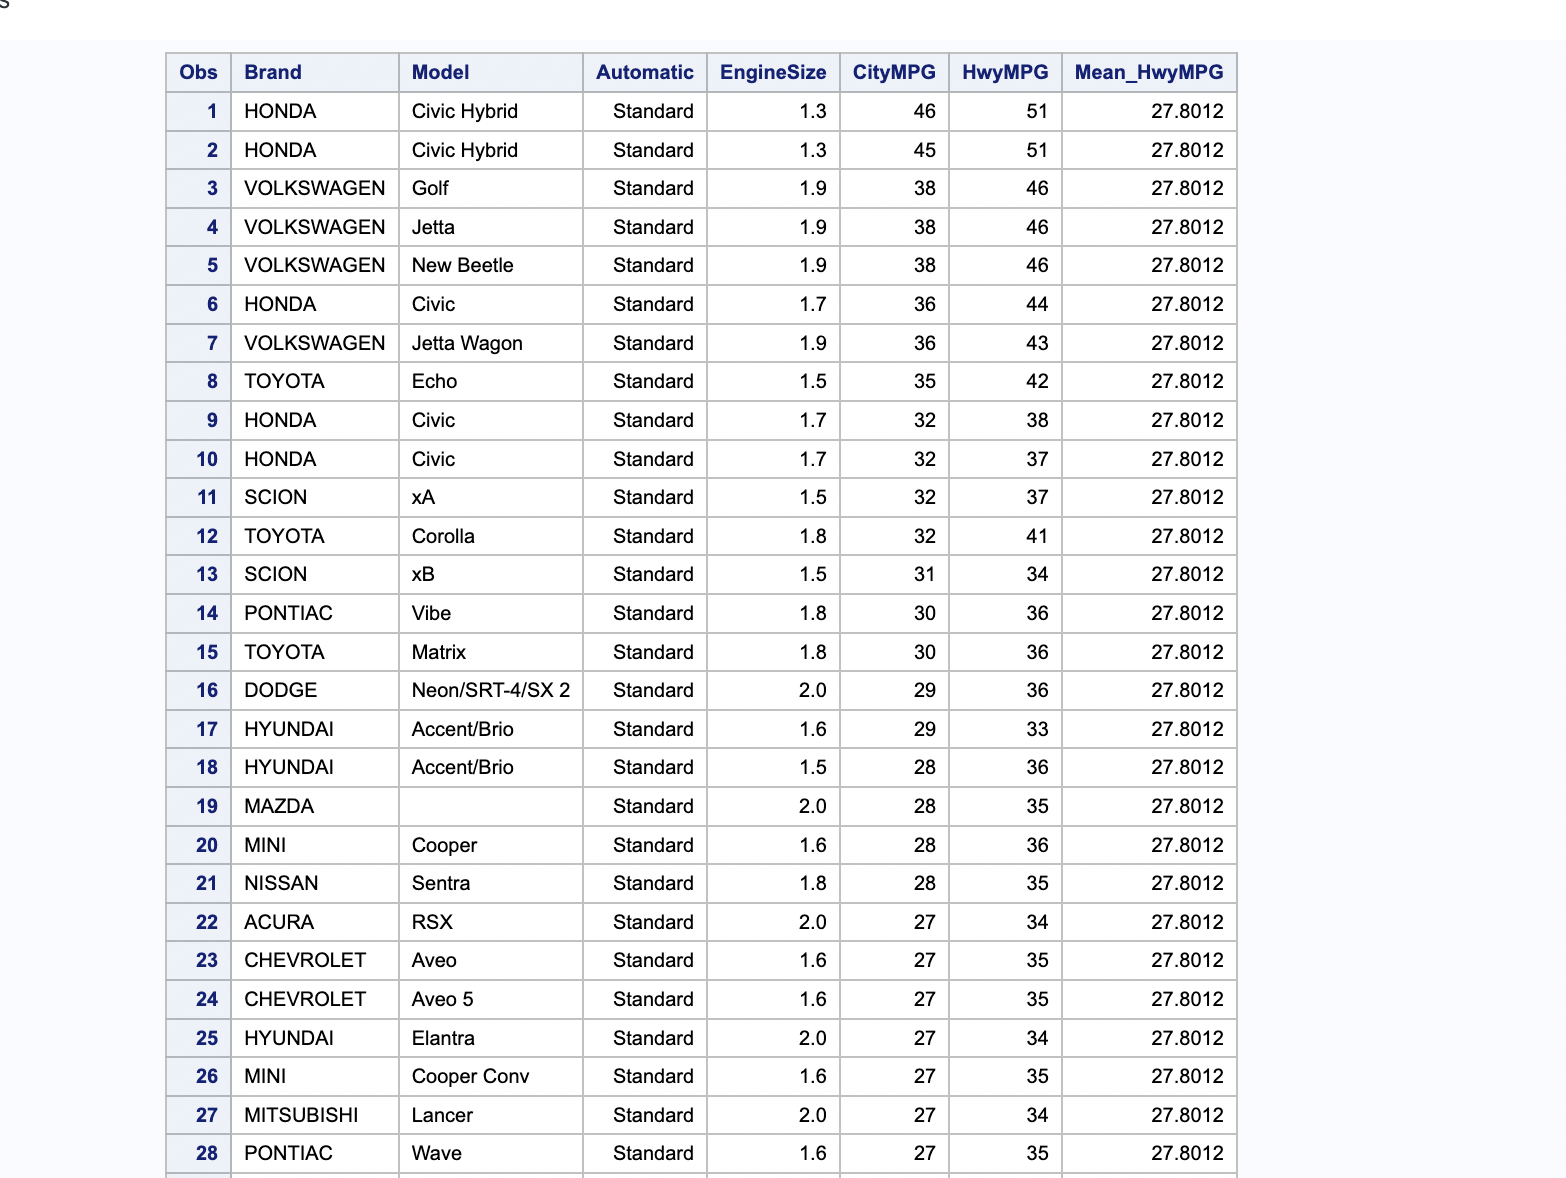 s
Obs Brand Model Automatic EngineSize CityMPG HwyMPG Mean_HwyMPG
1 HONDA Civic Hybrid Standard 1.3 46 51 27.8012
2 HONDA Civic Hybrid Standard 1.3 45 51 27.8012
3 VOLKSWAGEN Golf Standard 1.9 38 46 27.8012
4 VOLKSWAGEN Jetta Standard 1.9 38 46 27.8012
5 VOLKSWAGEN New Beetle Standard 1.9 38 46 27.8012
6 HONDA Civic Standard 1.7 36 44 27.8012
7 VOLKSWAGEN Jetta Wagon Standard 1.9 36 43 27.8012
8 TOYOTA Echo Standard 1.5 35 42 27.8012
9 HONDA Civic Standard 1.7 32 38 27.8012
10 HONDA Civic Standard 1.7 32 37 27.8012
11 SCION xA Standard 1.5 32 37 27.8012
12 TOYOTA Corolla Standard 1.8 32 41 27.8012
13 SCION xB Standard 1.5 31 34 27.8012
14 PONTIAC Vibe Standard 1.8 30 36 27.8012
15 TOYOTA Matrix Standard 1.8 30 36 27.8012
16 DODGE Neon/SRT-4/SX 2 Standard 2.0 29 36 27.8012
17 HYUNDAI Accent/Brio Standard 1.6 29 33 27.8012
18 HYUNDAI Accent/Brio Standard 1.5 28 36 27.8012
19 MAZDA Standard 2.0 28 35 27.8012
20 MINI Cooper Standard 1.6 28 36 27.8012
21 NISSAN Sentra Standard 1.8 28 35 27.8012
22 ACURA RSX Standard 2.0 27 34 27.8012
23 CHEVROLET Aveo Standard 1.6 27 35 27.8012
24 CHEVROLET Aveo 5 Standard 1.6 27 35 27.8012
25 HYUNDAI Elantra Standard 2.0 27 34 27.8012
26 MINI Cooper Conv Standard 1.6 27 35 27.8012
27 MITSUBISHI Lancer Standard 2.0 27 34 27.8012
28 PONTIAC Wave Standard 1.6 27 35 27.8012